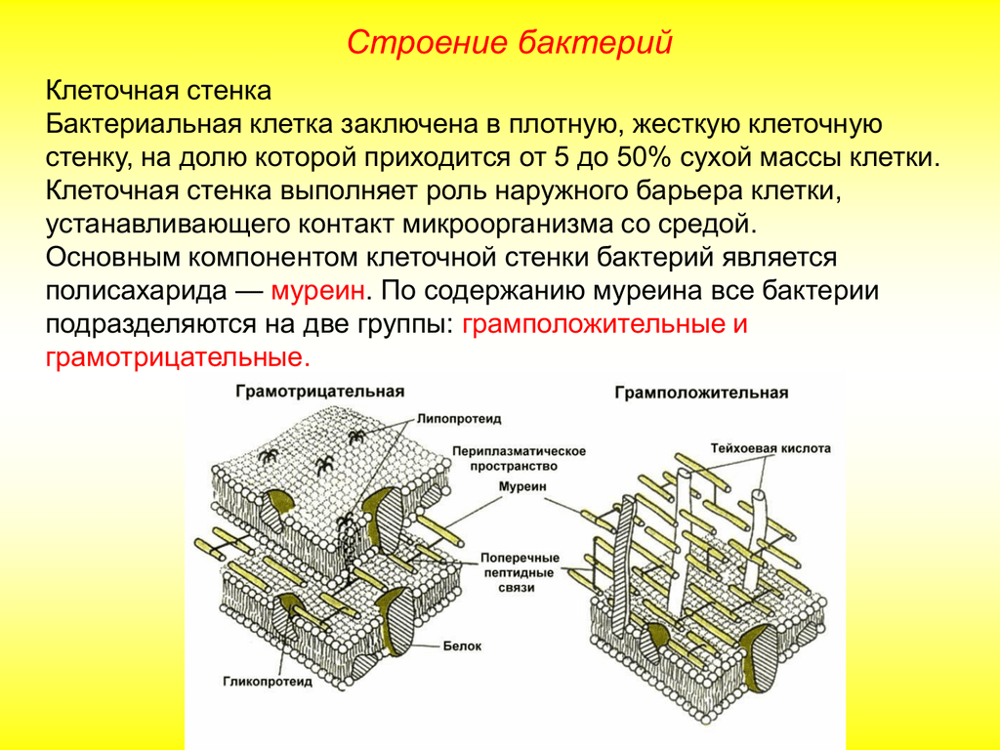 Строение бактерий
Клеточная стенка
Бактериальная клетка заключена в плотную, жесткую клеточную
стенку, на долю которой приходится от 5 до 50% сухой массы клетки.
Клеточная стенка выполняет роль наружного барьера клетки,
устанавливающего контакт микроорганизма со средой.
Основным компонентом клеточной стенки бактерий является
полисахарида — муреин. По содержанию муреина все бактерии
подразделяются на две группы: грамположительные и
грамотрицательные.
Грамотрицательная
Грамположительная
Липопротеид
Периплазматическое
пространство
Муреин
Тейхоевая кислота
Поперечные
пептидные
связи
Белок
Гликопротеид